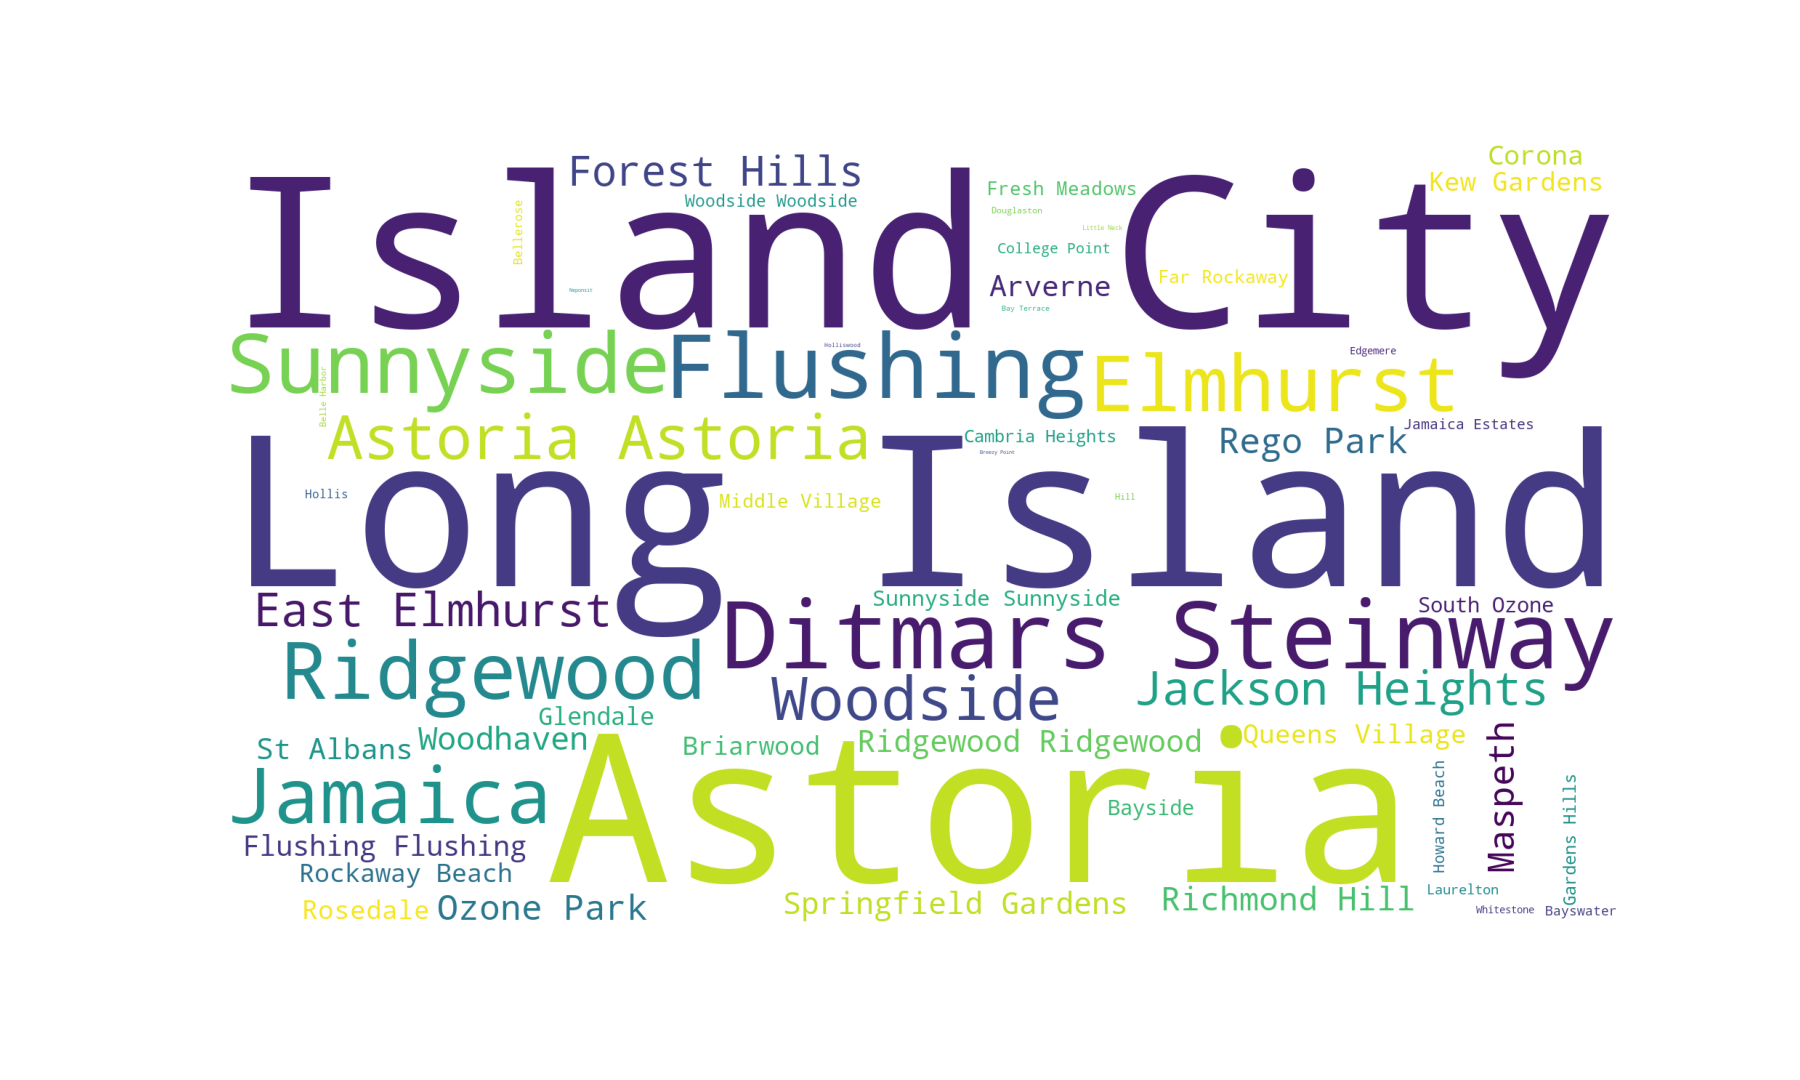 Forest Hills
Corona
Kew Gardens
Fresh Meadows
Woodside Woodside
Douglaston
Little Neck
Bellerose
Island City
College Point
Far Rockaway
Arverne
Neponsit
Bay Terrace
Sunnyside
Flushing
Holliswood
Elmhurst
Edgemere
Belle Harbor
Astoria Astoria
Cambria Heights
Rego Park
Jamaica Estates
Breezy Point
Hollis
Middle Village
Hill
Long Island
East Elmhurst
Sunnyside Sunnyside
South Ozone
Ditmars Steinway
Ridgewood
Woodside
Jackson Heights
Glendale
St Albans
Woodhaven
Briarwood
Ridgewood Ridgewood
Queens Village
Maspeth
Jamaica
Astoria
Bayside
Howard Beach
Gardens Hills
Flushing Flushing
Rockaway Beach
Rosedale
Ozone Park
Springfield Gardens
Richmond Hill
Laurelton
Whitestone
Bayswater